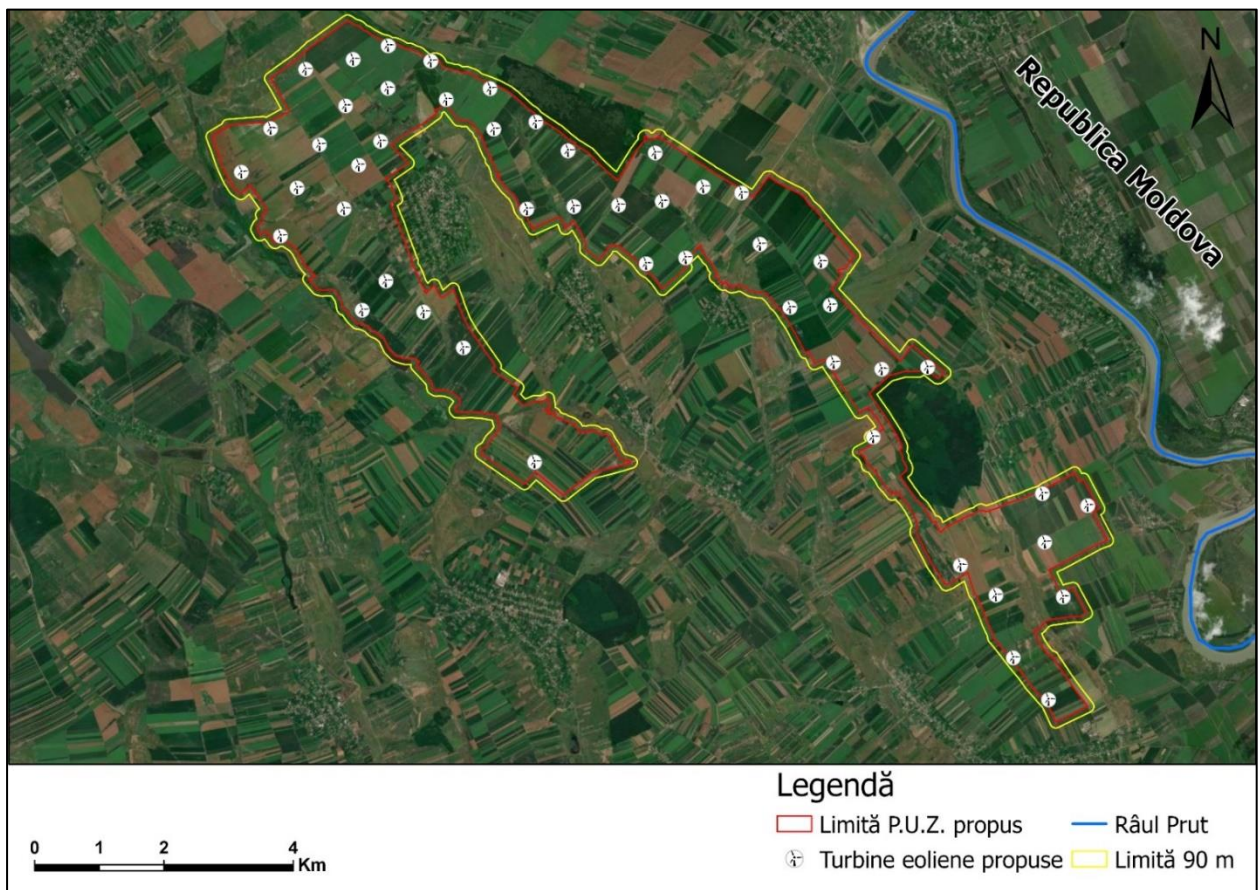 N
Republica Moldova
Legendă
Limită P.U.Z. propus
Râul Prut
Turbine eoliene propuse
Limită 90 m
0 1 2 4
Km